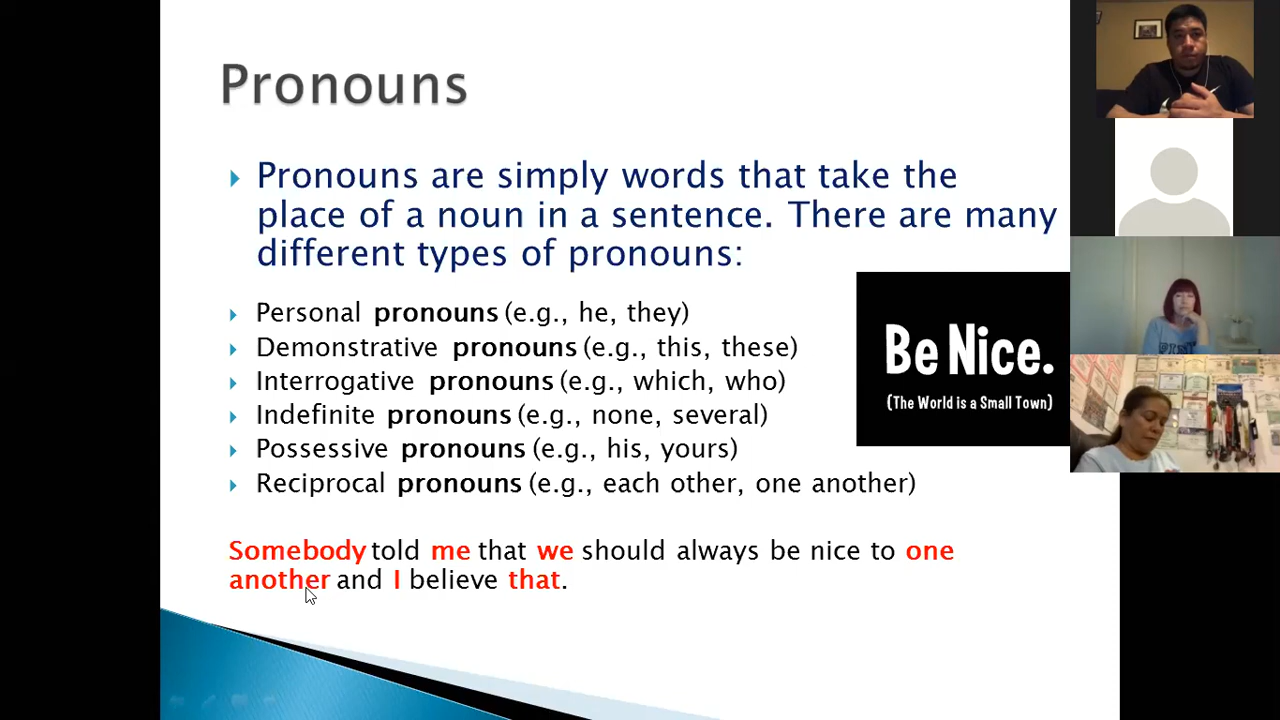 Pronouns
Pronouns are simply words that take the
place of a noun in a sentence. There are many
different types of pronouns:
Personal pronouns (e.g., he, they)
Demonstrative pronouns (e.g., this, these)
Interrogative pronouns (e.g., which, who)
Indefinite pronouns (e.g., none, several)
Possessive pronouns (e.g., his, yours)
Reciprocal pronouns (e.g., each other, one another)
Be Nice.
(The World is a Small Town)
Somebody told me that we should always be nice to one
another and I believe that.